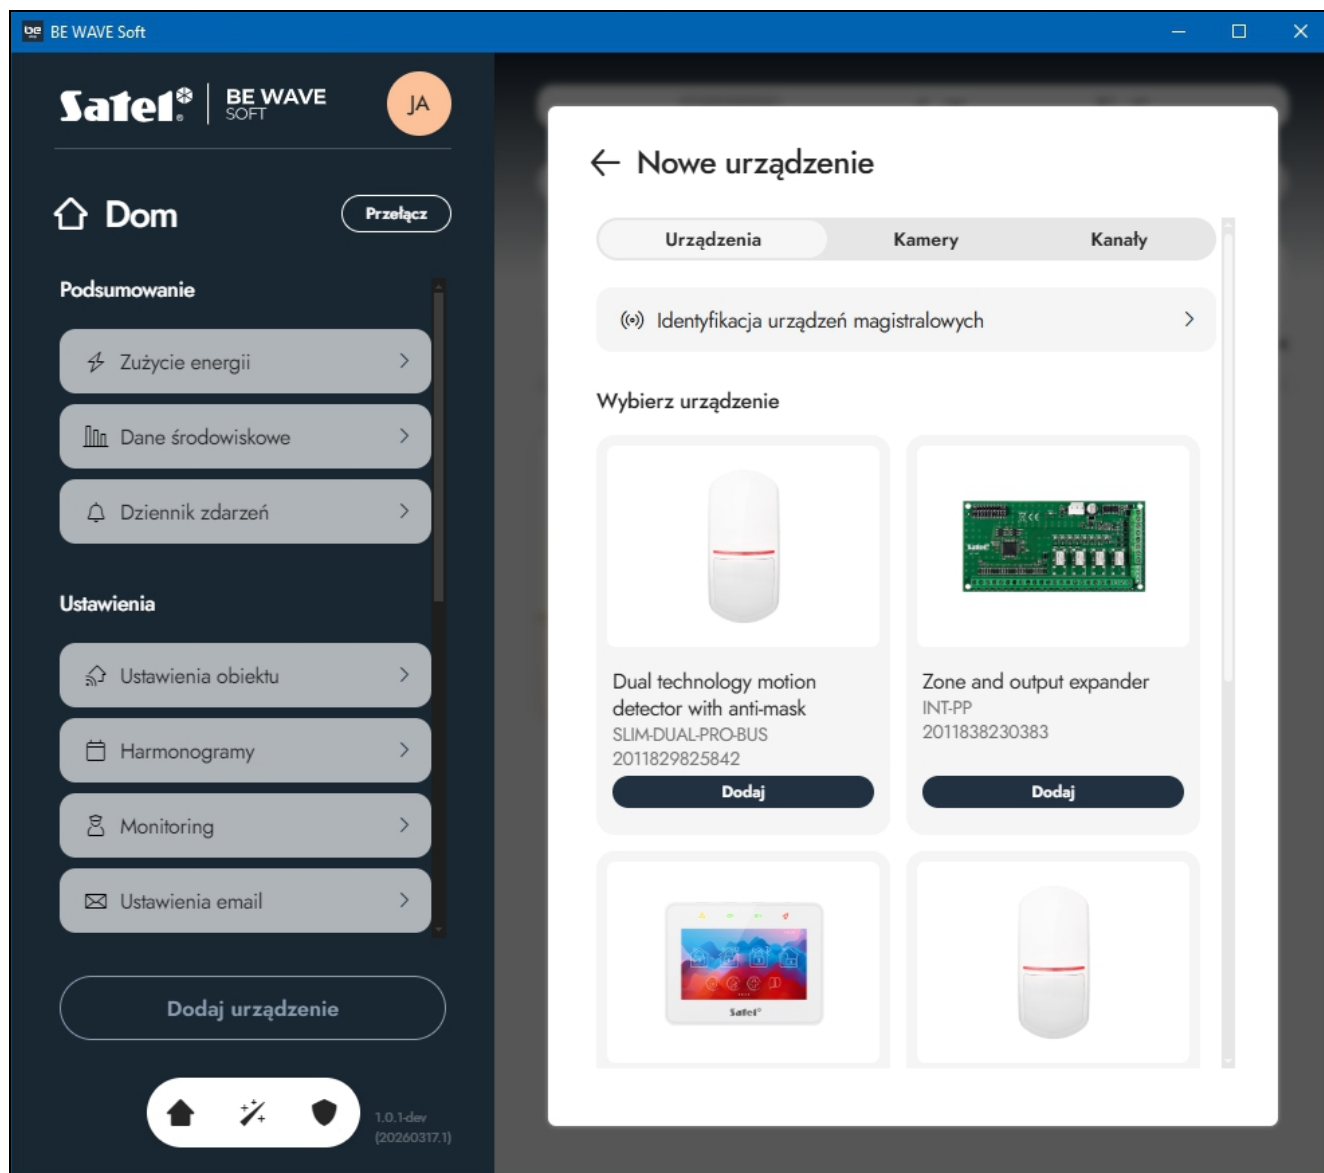 be
BE WAVE Soft
Satel®
BE WAVE
SOFT
JA
Dom
Przełącz
Podsumowanie
Zużycie energii
Dane środowiskowe
Dziennik zdarzeń
Ustawienia
Ustawienia obiektu
Harmonogramy
Monitoring
Ustawienia email
Dodaj urządzenie
1.0.1-dev
(20260317.1)
Nowe urządzenie
Urządzenia
Kamery
Kanały
Identyfikacja urządzeń magistralowych
Wybierz urządzenie
Dual technology motion
detector with anti-mask
SLIM-DUAL-PRO-BUS
2011829825842
Dodaj
Satel
Zone and output expander
INT-PP
2011838230383
Dodaj
Satel®